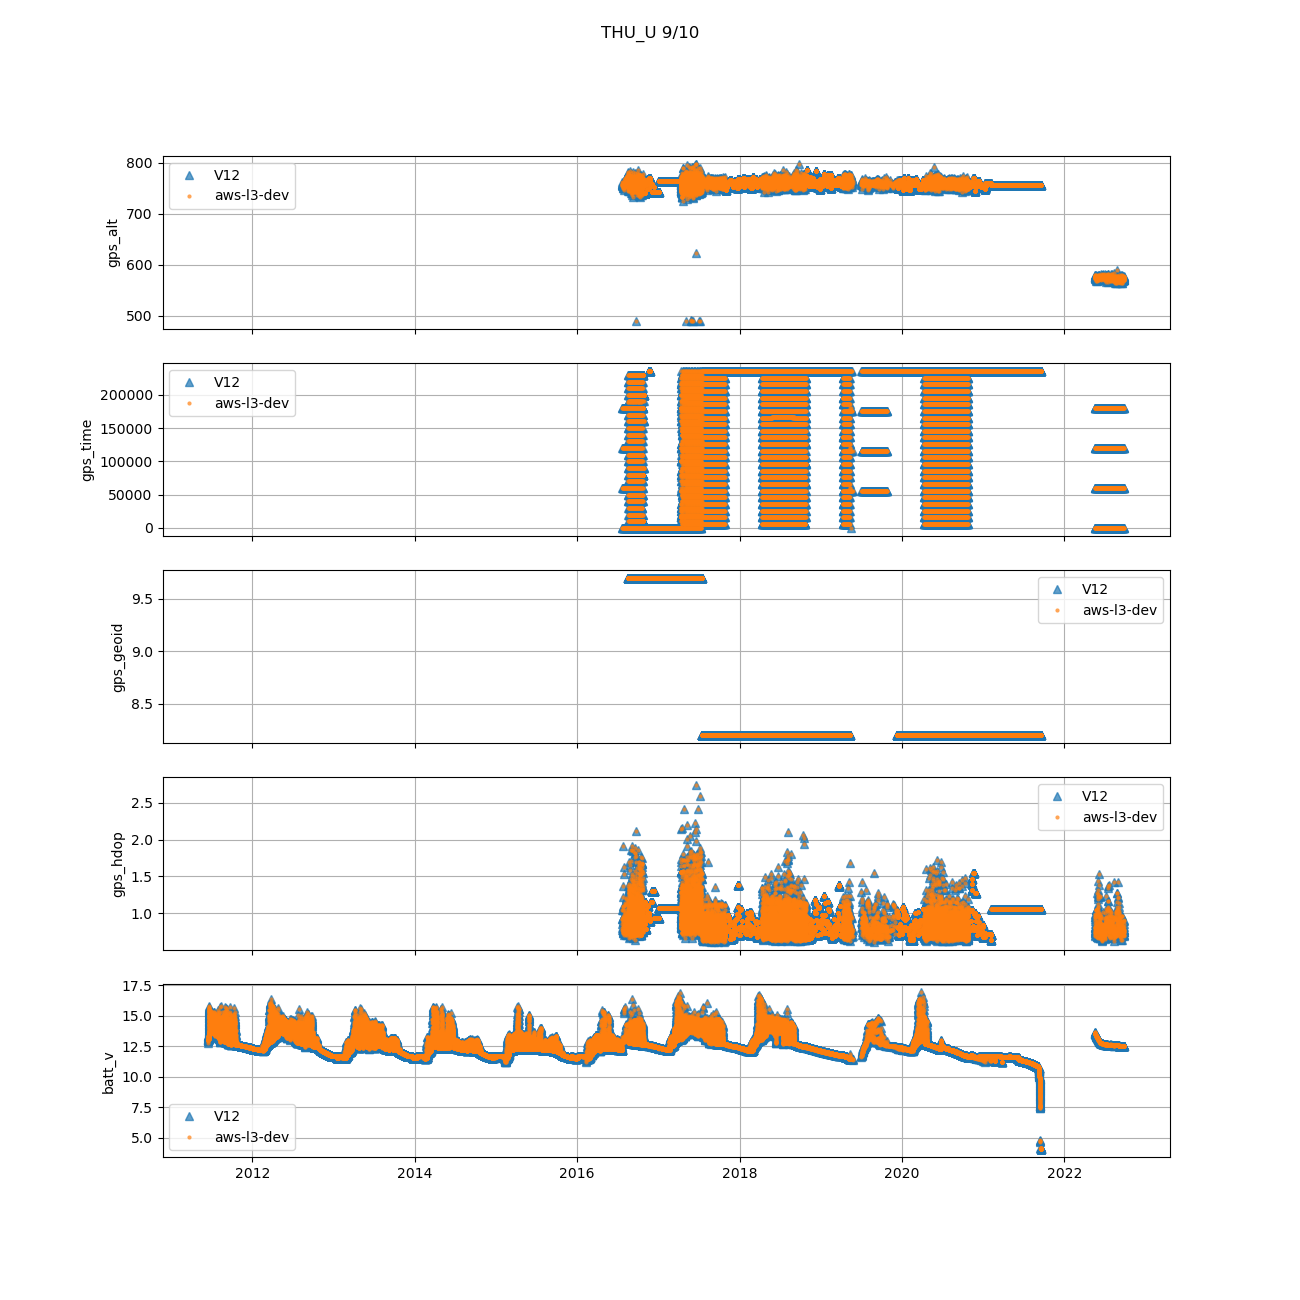 THU_U 9/10
800
700
600
500
gps_alt
V12
aws-l3-dev
200000
150000
100000
50000
0
gps_time
V12
aws-l3-dev
9.5
9.0
8.5
gps_geoid
V12
aws-l3-dev
2.5
2.0
1.5
1.0
gps_hdop
V12
aws-l3-dev
17.5
15.0
12.5
10.0
7.5
5.0
batt_v
V12
aws-l3-dev
2012 2014 2016 2018 2020 2022